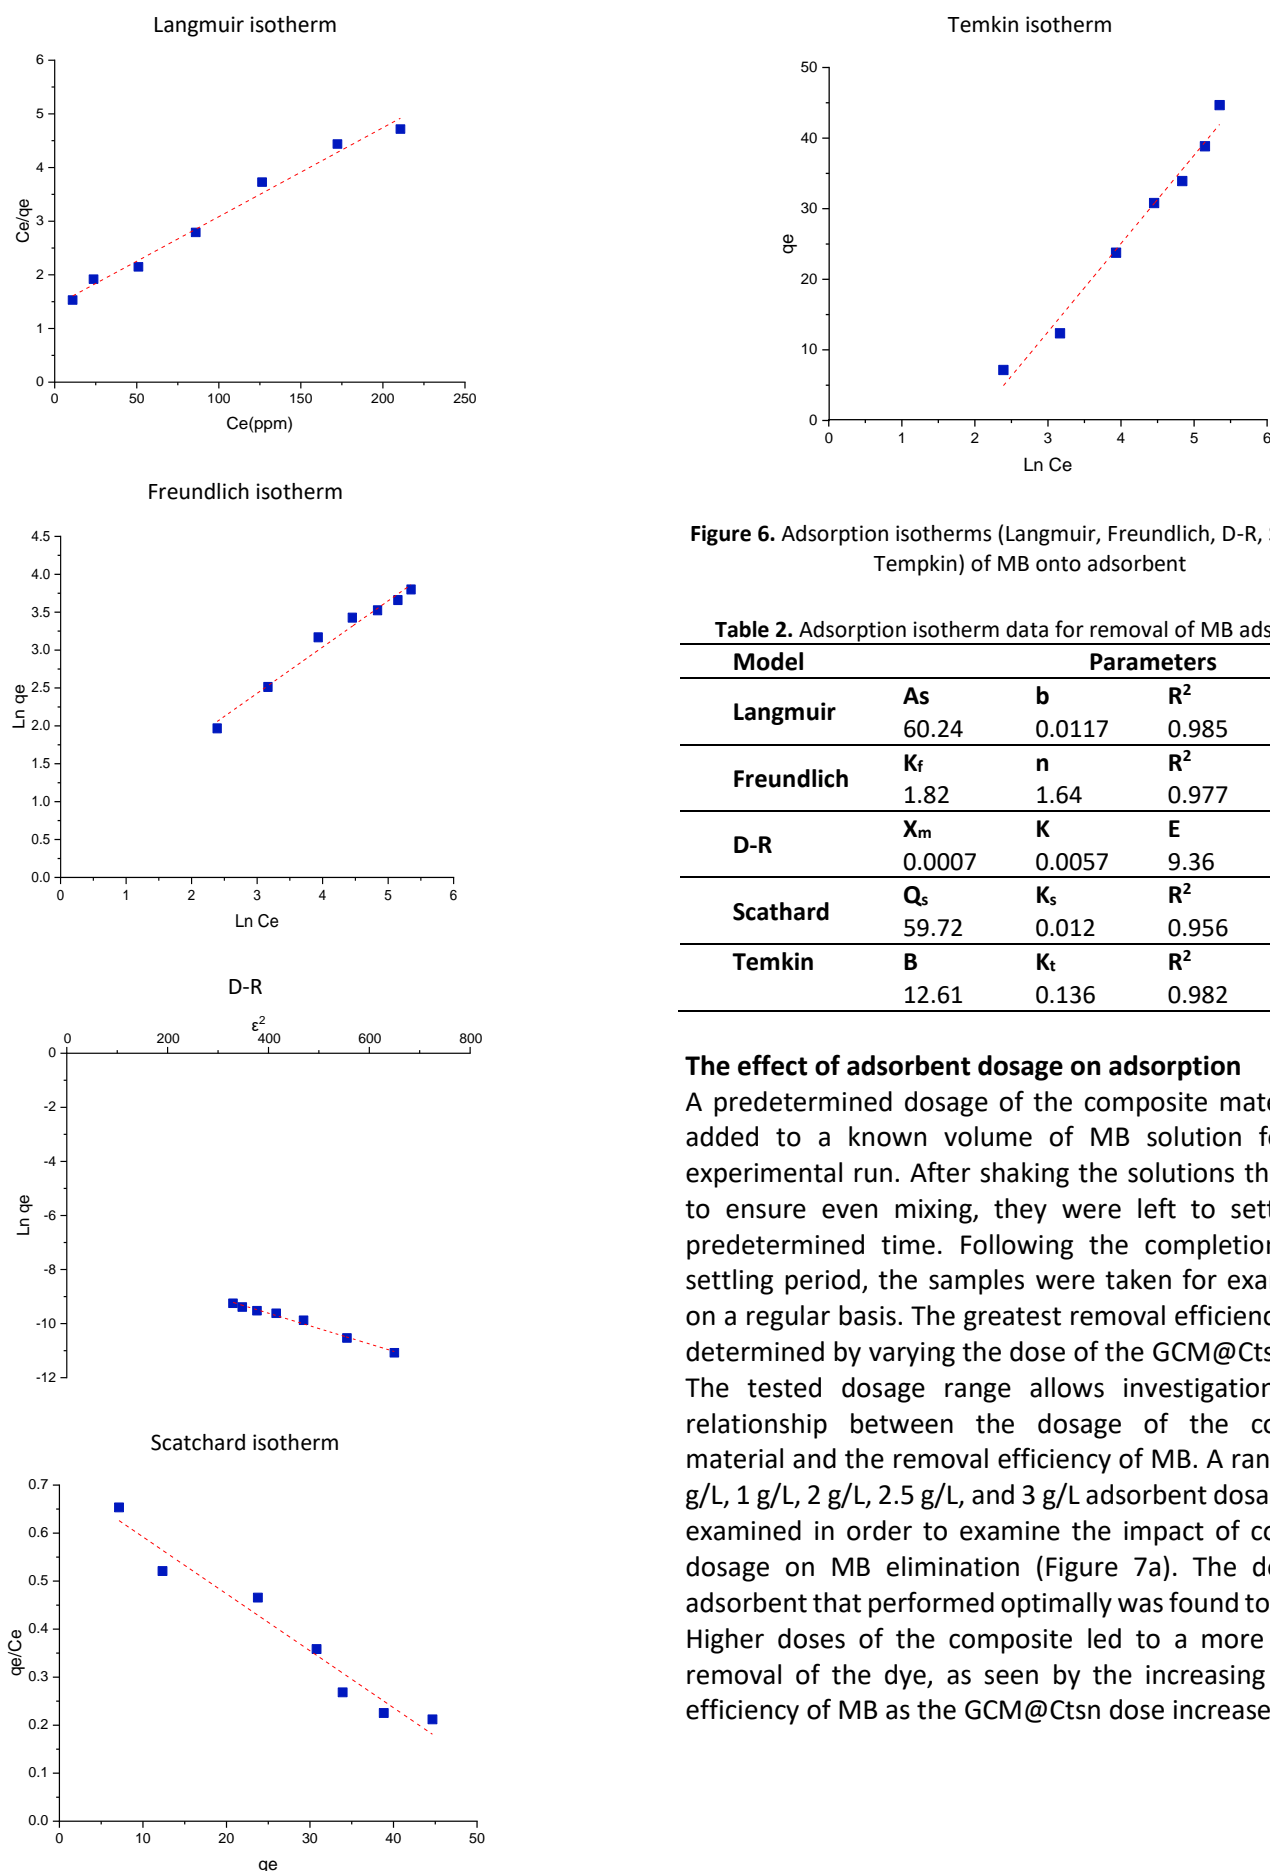 Langmuir isotherm
6
5
4
3
2
1
0
Ce/qe
0 50 100 150 200 250
Ce(ppm)
Freundlich isotherm
4.5
4.0
3.5
3.0
2.5
2.0
1.5
1.0
0.5
0.0
Ln qe
0 1 2 3 4 5 6
Ln Ce
D-R
ε²
0 200 400 600 800
0
-2
-4
-6
-8
-10
-12
Ln qe
Scatchard isotherm
0.7
0.6
0.5
0.4
0.3
0.2
0.1
0.0
qe/Ce
0 10 20 30 40 50
qe
Temkin isotherm
50
40
30
20
10
0
qe
0 1 2 3 4 5 6
Ln Ce
Figure 6. Adsorption isotherms (Langmuir, Freundlich, D-R,
Tempkin) of MB onto adsorbent
Table 2. Adsorption isotherm data for removal of MB ads
Model Parameters
Langmuir As b R²
60.24 0.0117 0.985
Freundlich Kf n R²
1.82 1.64 0.977
D-R Xm K E
0.0007 0.0057 9.36
Scathard Qs Ks R²
59.72 0.012 0.956
Temkin B Kt R²
12.61 0.136 0.982
The effect of adsorbent dosage on adsorption
A predetermined dosage of the composite mate
added to a known volume of MB solution f
experimental run. After shaking the solutions th
to ensure even mixing, they were left to sett
predetermined time. Following the completion
settling period, the samples were taken for exa
on a regular basis. The greatest removal efficienc
determined by varying the dose of the GCM@Cts
The tested dosage range allows investigation
relationship between the dosage of the co
material and the removal efficiency of MB. A ran
g/L, 1 g/L, 2 g/L, 2.5 g/L, and 3 g/L adsorbent dosa
examined in order to examine the impact of co
dosage on MB elimination (Figure 7a). The d
adsorbent that performed optimally was found to
Higher doses of the composite led to a more
removal of the dye, as seen by the increasing
efficiency of MB as the GCM@Ctsn dose increase